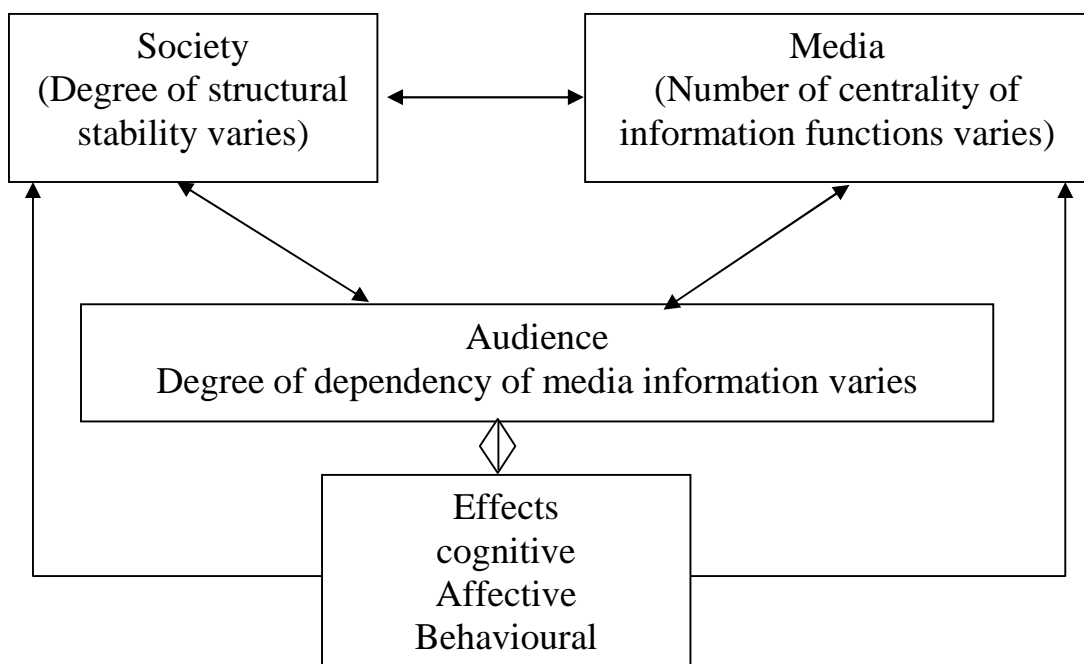 Society
(Degree of structural
stability varies)
Media
(Number of centrality of
information functions varies)
Audience
Degree of dependency of media information varies
Effects
cognitive
Affective
Behavioural